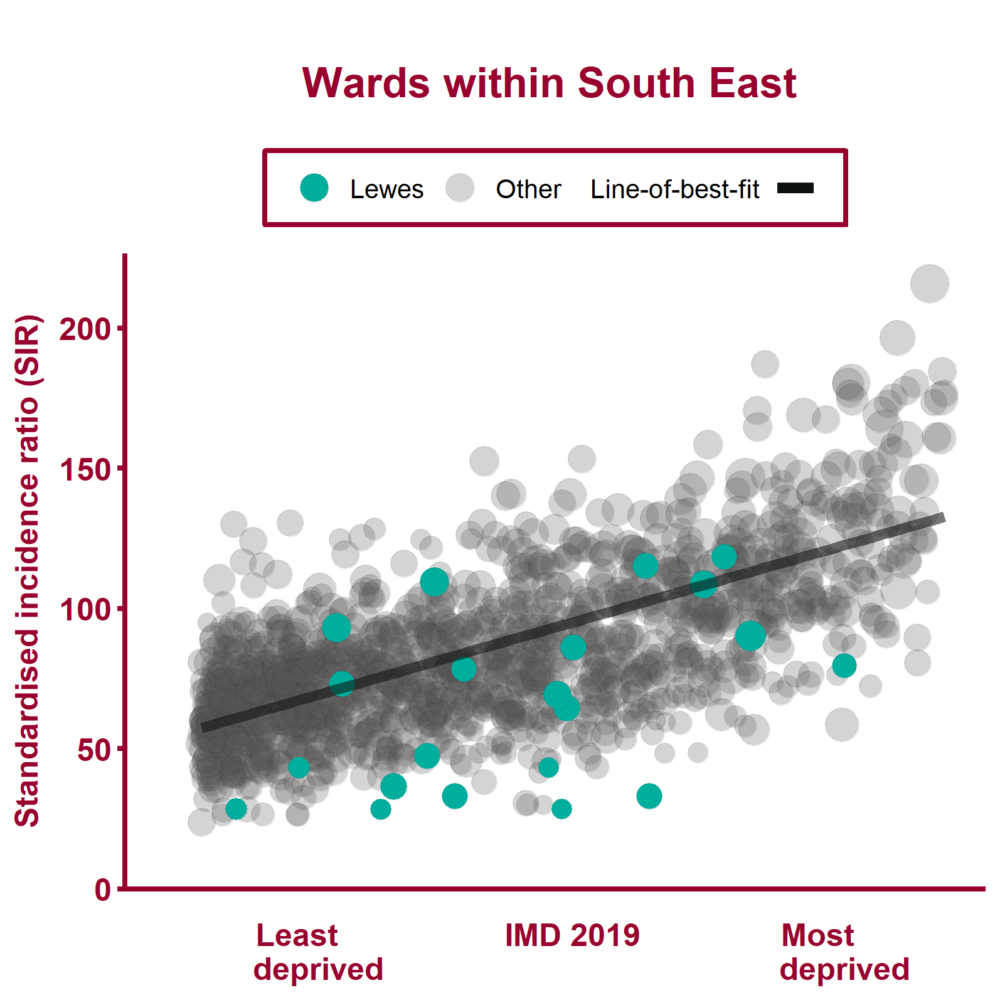 Wards within South East
Lewes Other Line-of-best-fit
Standardised incidence ratio (SIR)
200
150
100
50
0
Least deprived
IMD 2019
Most deprived